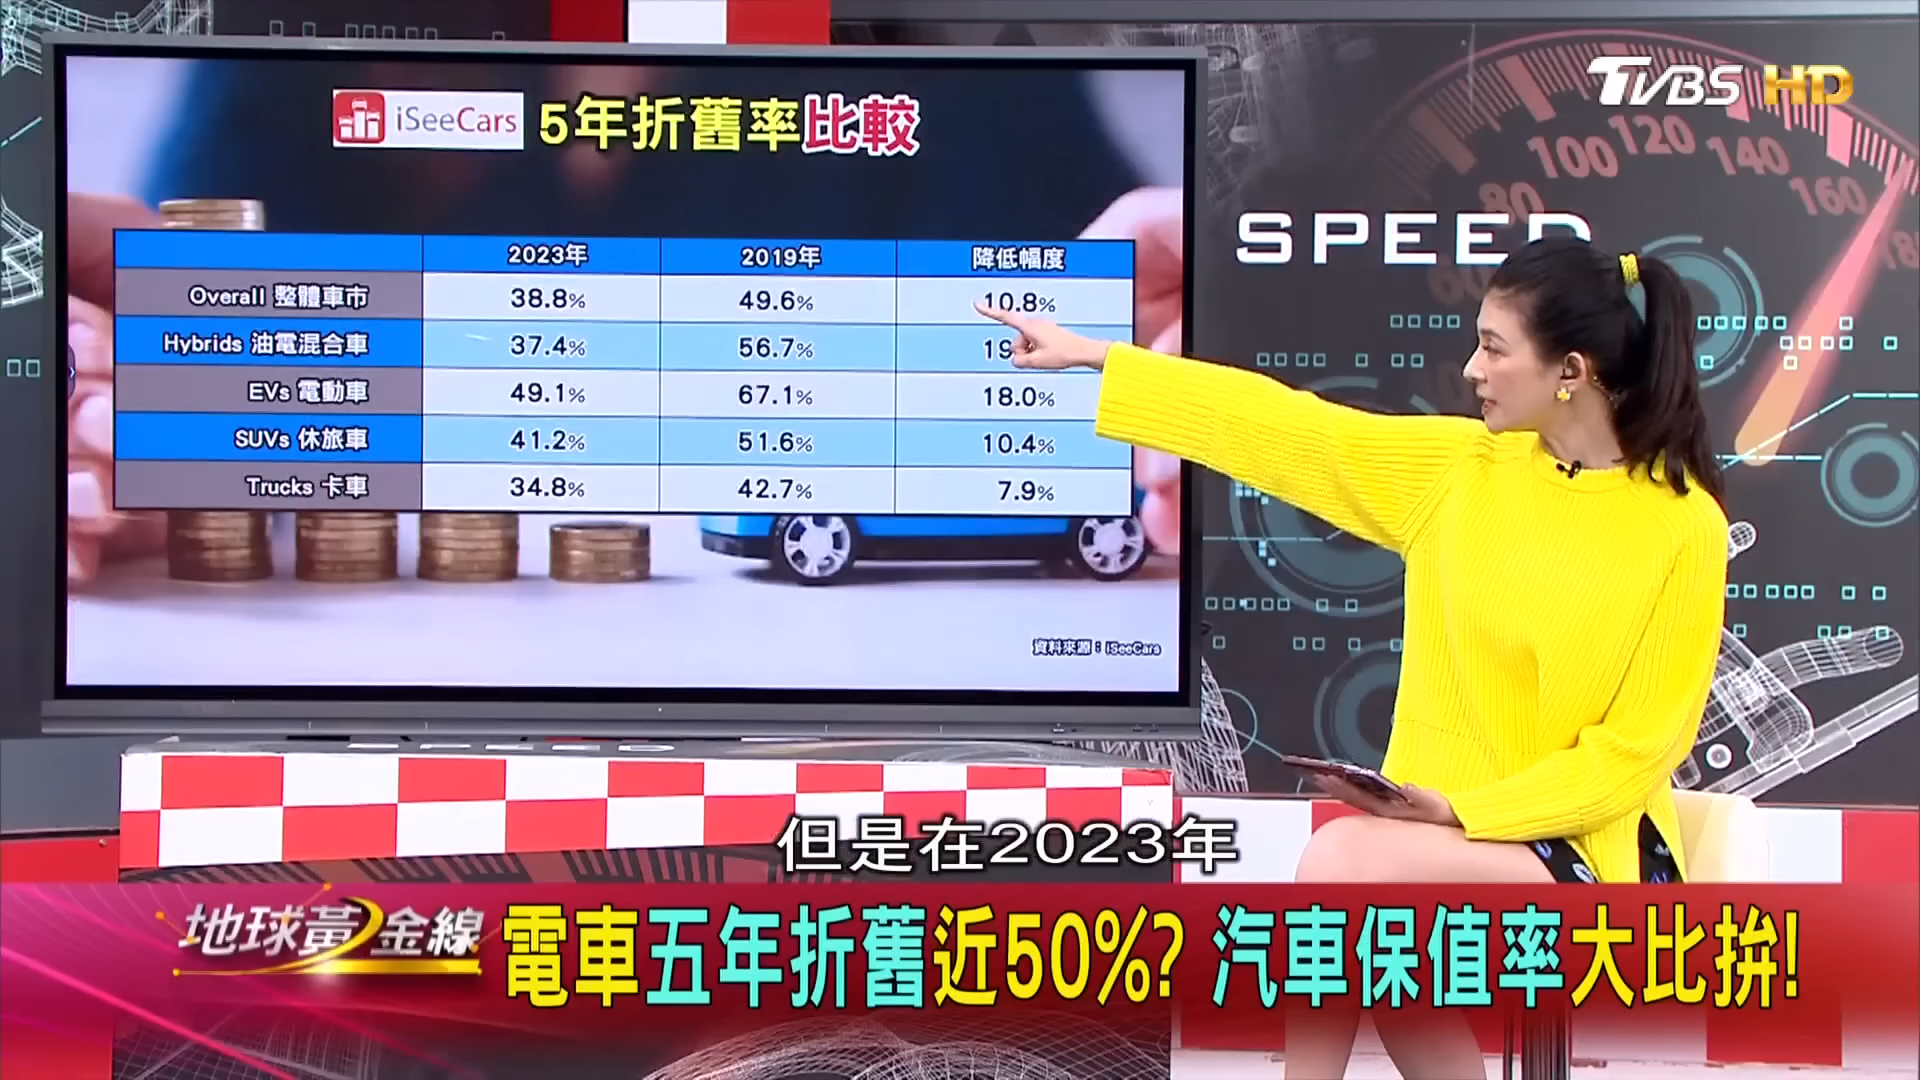 TVBS HD
iSeeCars 5年折舊率比較
100 120 140 160
80
SPEED
2023年 2019年 降低幅度
Overall 整體車市 38.8% 49.6% 10.8%
Hybrids 油電混合車 37.4% 56.7% 19
EVs 電動車 49.1% 67.1% 18.0%
SUVs 休旅車 41.2% 51.6% 10.4%
Trucks 卡車 34.8% 42.7% 7.9%
資料來源：iSeeCars
但是在2023年
地球黃金線 電車五年折舊近50%? 汽車保值率大比拚!